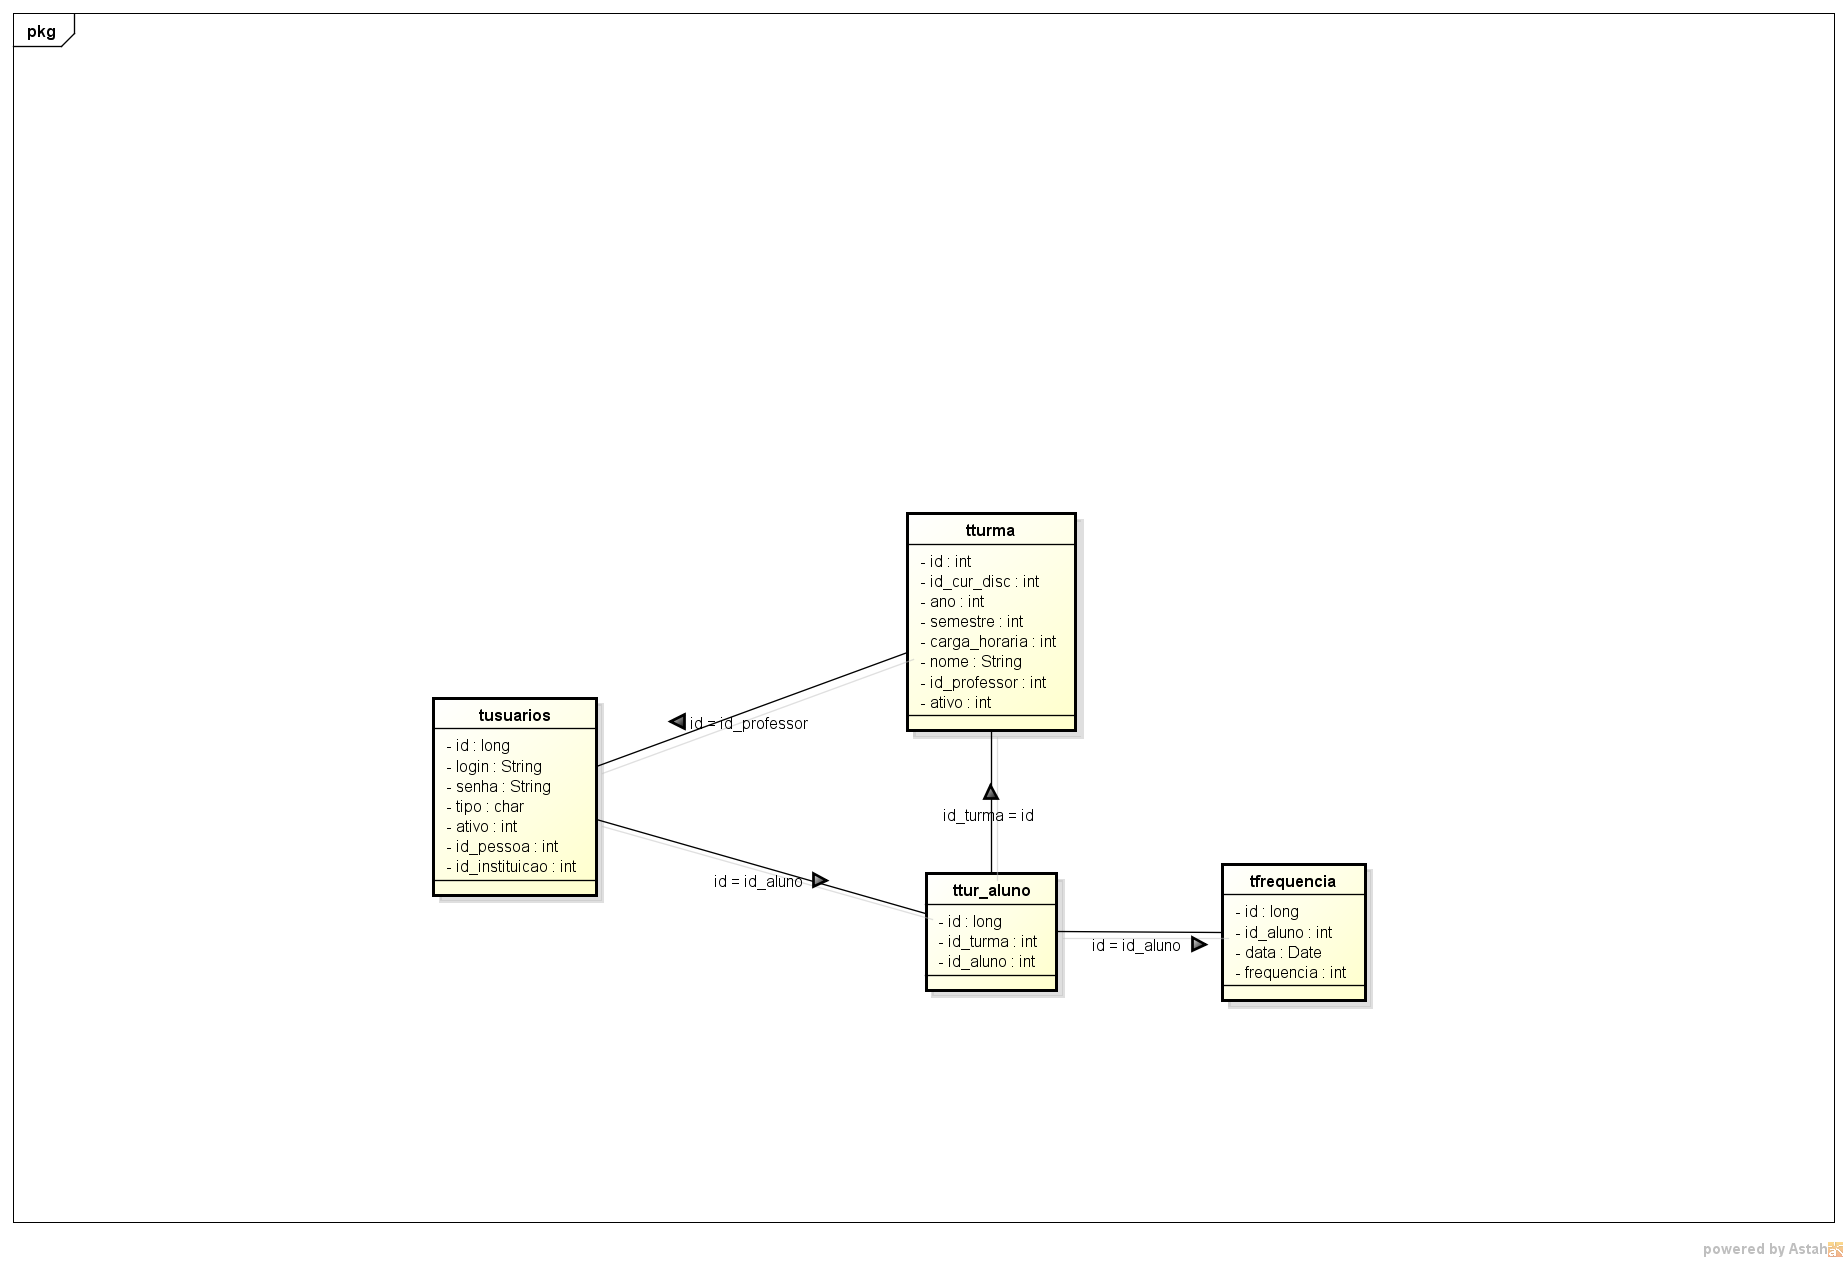 pkg
tturma
- id : int
- id_cur_disc : int
- ano : int
- semestre : int
- carga_horaria : int
- nome : String
- id_professor : int
- ativo : int
id = id_professor
tusuarios
- id : long
- login : String
- senha : String
- tipo : char
- ativo : int
- id_pessoa : int
- id_instituicao : int
id_turma = id
id = id_aluno
ttur_aluno
- id : long
- id_turma : int
- id_aluno : int
id = id_aluno
tfrequencia
- id : long
- id_aluno : int
- data : Date
- frequencia : int
powered by Astah